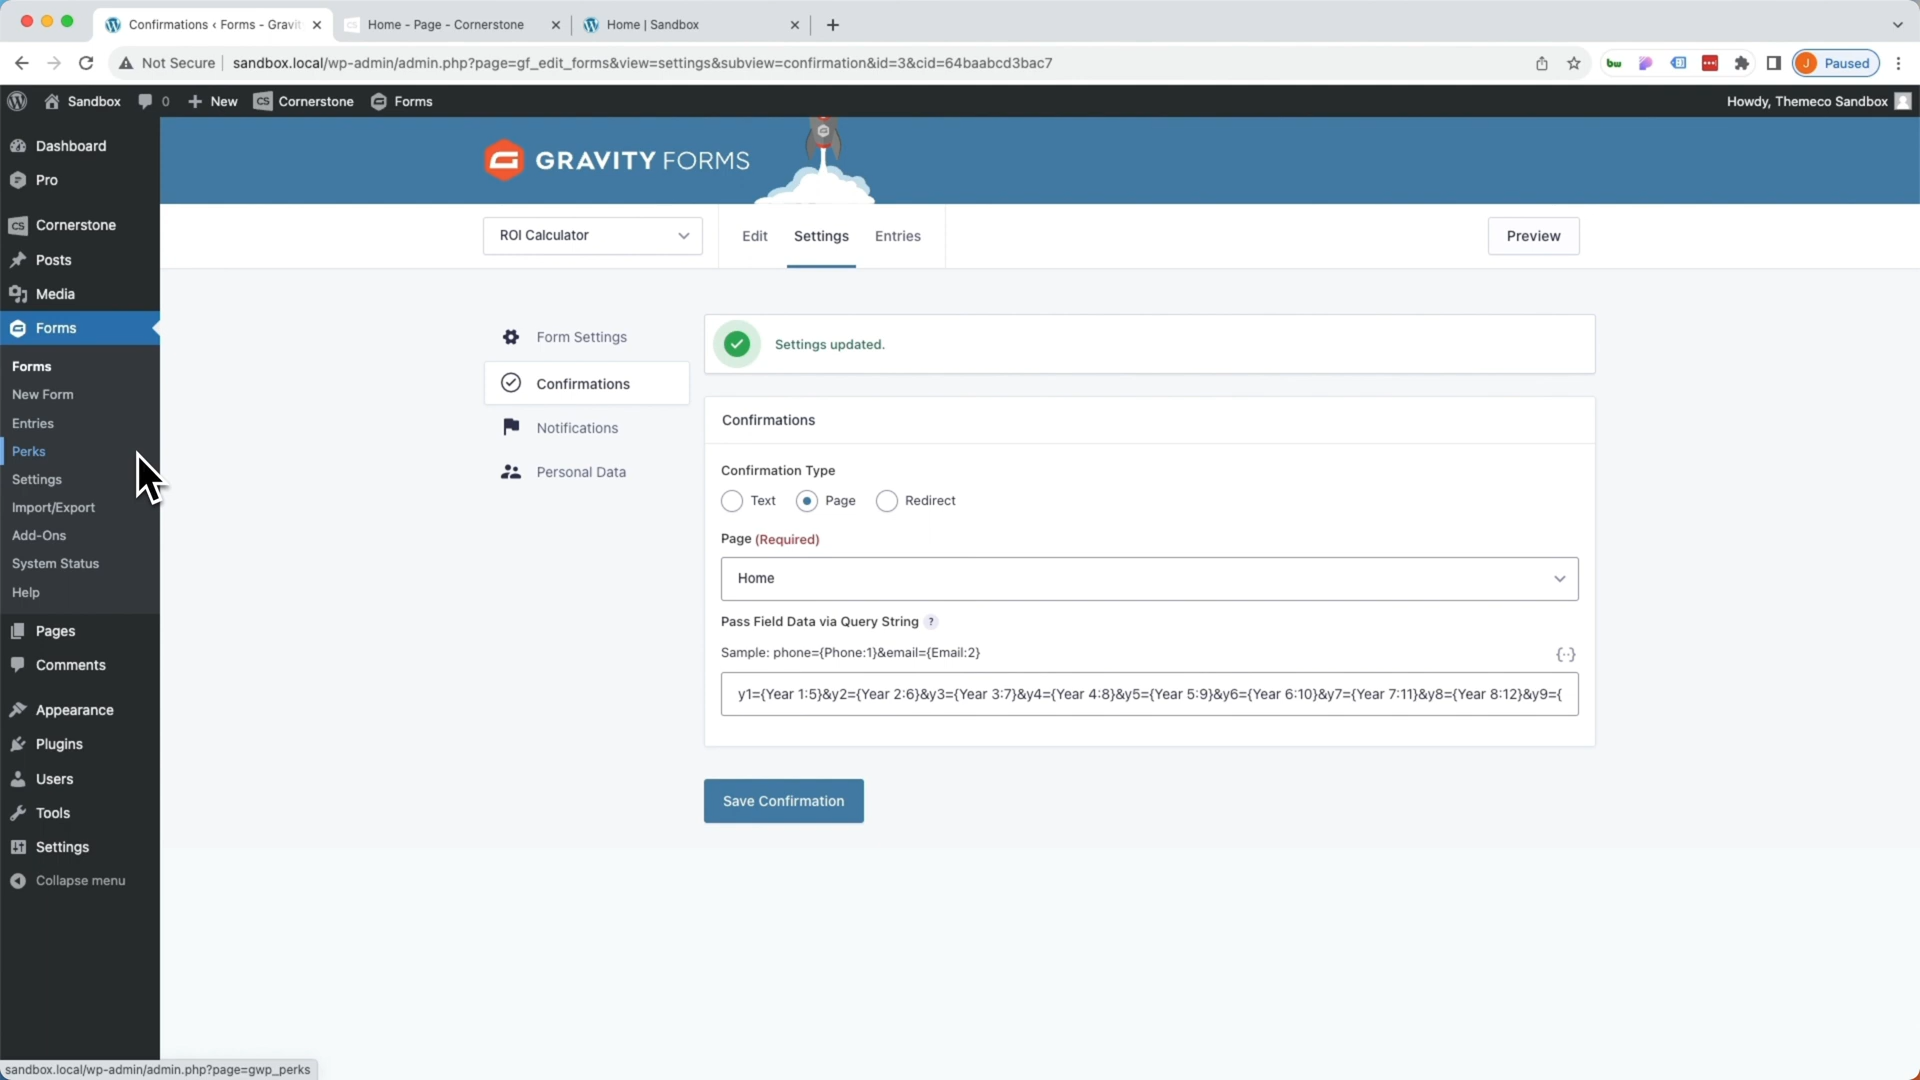 Confirmations ‹ Forms - Gravit
Home - Page - Cornerstone
Home | Sandbox
Not Secure
sandbox.local/wp-admin/admin.php?page=gf_edit_forms&view=settings&subview=confirmation&id=3&cid=64baabcd3bac7
bw
J Paused
Sandbox
0
New
CS Cornerstone
Forms
Howdy, Themeco Sandbox
Dashboard
Pro
CS Cornerstone
Posts
Media
Forms
Forms
New Form
Entries
Perks
Settings
Import/Export
Add-Ons
System Status
Help
Pages
Comments
Appearance
Plugins
Users
Tools
Settings
Collapse menu
GRAVITY FORMS
ROI Calculator
Edit
Settings
Entries
Preview
Form Settings
Confirmations
Notifications
Personal Data
Settings updated.
Confirmations
Confirmation Type
Text
Page
Redirect
Page (Required)
Home
Pass Field Data via Query String ?
Sample: phone={Phone:1}&email={Email:2}
{··}
y1={Year 1:5}&y2={Year 2:6}&y3={Year 3:7}&y4={Year 4:8}&y5={Year 5:9}&y6={Year 6:10}&y7={Year 7:11}&y8={Year 8:12}&y9={
Save Confirmation
sandbox.local/wp-admin/admin.php?page=gwp_perks